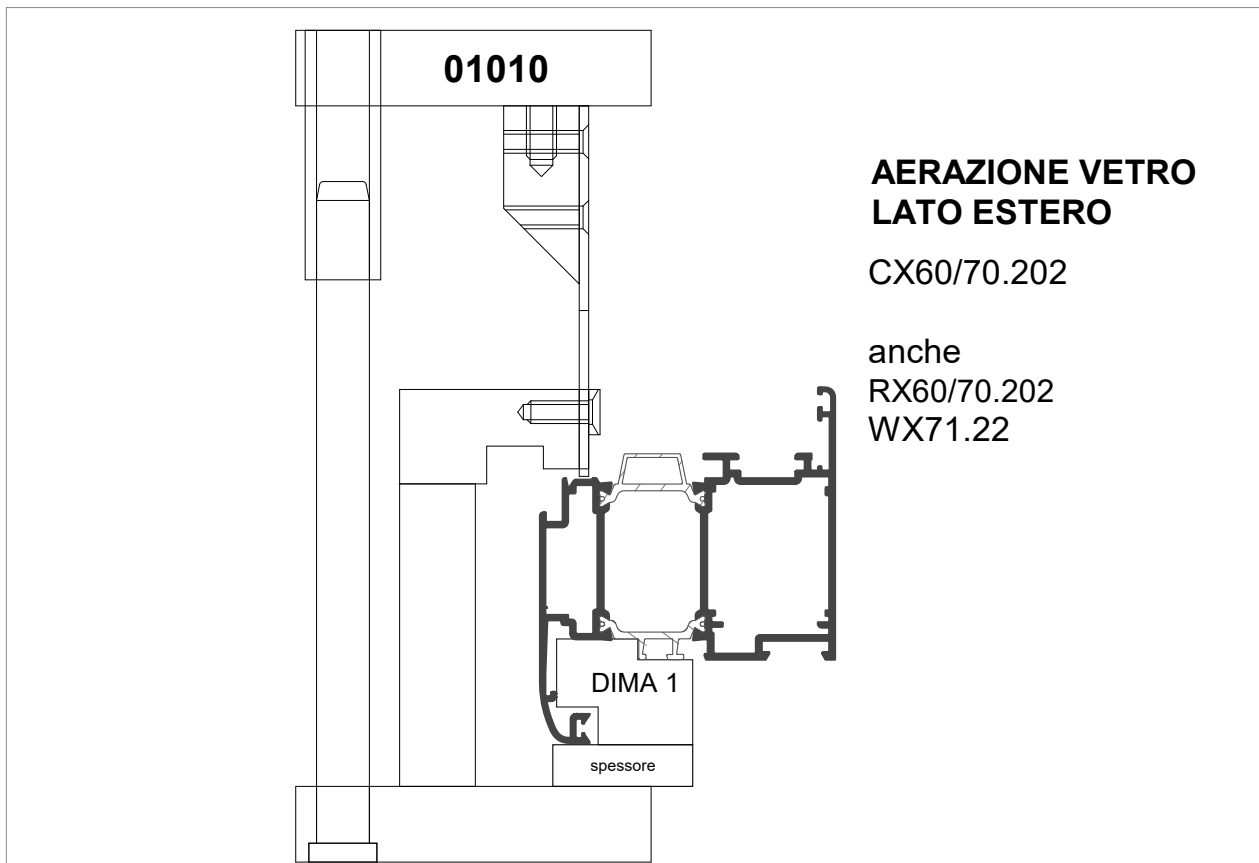 01010
AERAZIONE VETRO
LATO ESTERO
CX60/70.202
anche
RX60/70.202
WX71.22
DIMA 1
spessore